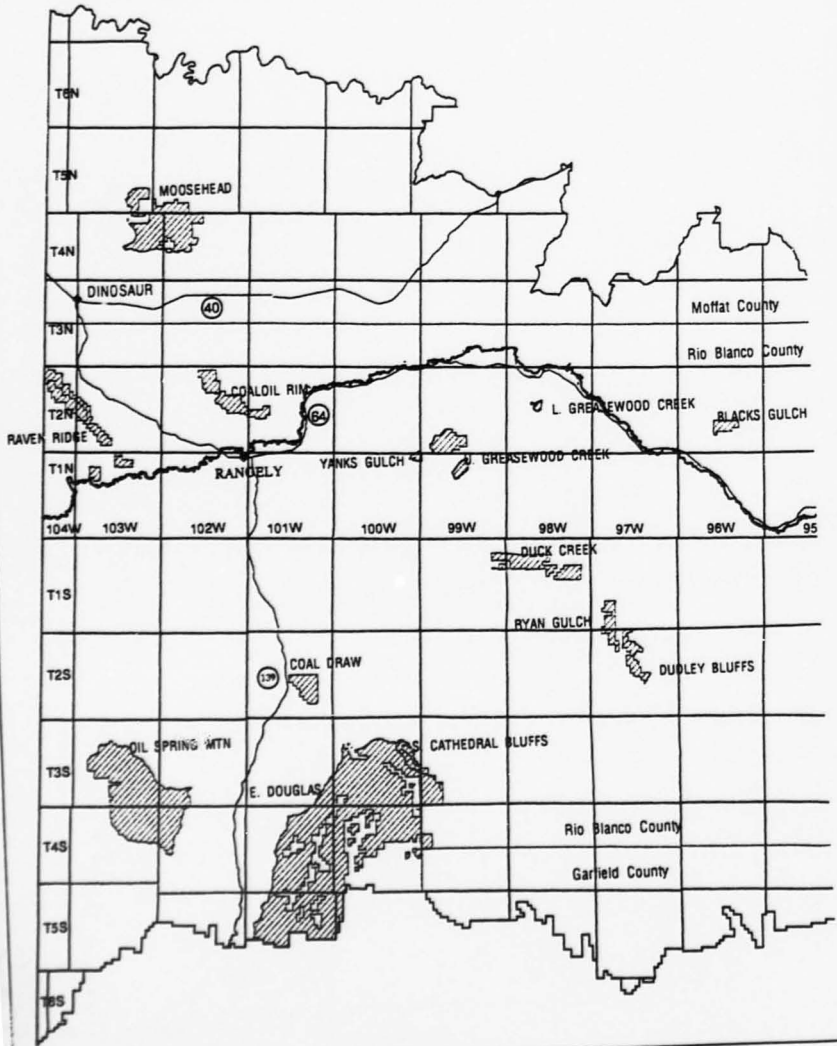 T6N
T5N
MOOSEHEAD
T4N
DINOSAUR
40
Moffat County
T3N
Rio Blanco County
COALOIL RIM
64
L. GREASEWOOD CREEK
BLACKS GULCH
T2N
RAVEN RIDGE
YANKS GULCH
U. GREASEWOOD CREEK
T1N
RANGELY
104W 103W 102W 101W 100W 99W 98W 97W 96W 95
DUCK CREEK
T1S
RYAN GULCH
COAL DRAW
DUDLEY BLUFFS
T2S
139
OIL SPRING MTN
S. CATHEDRAL BLUFFS
T3S
E. DOUGLAS
Rio Blanco County
T4S
Garfield County
T5S
T6S